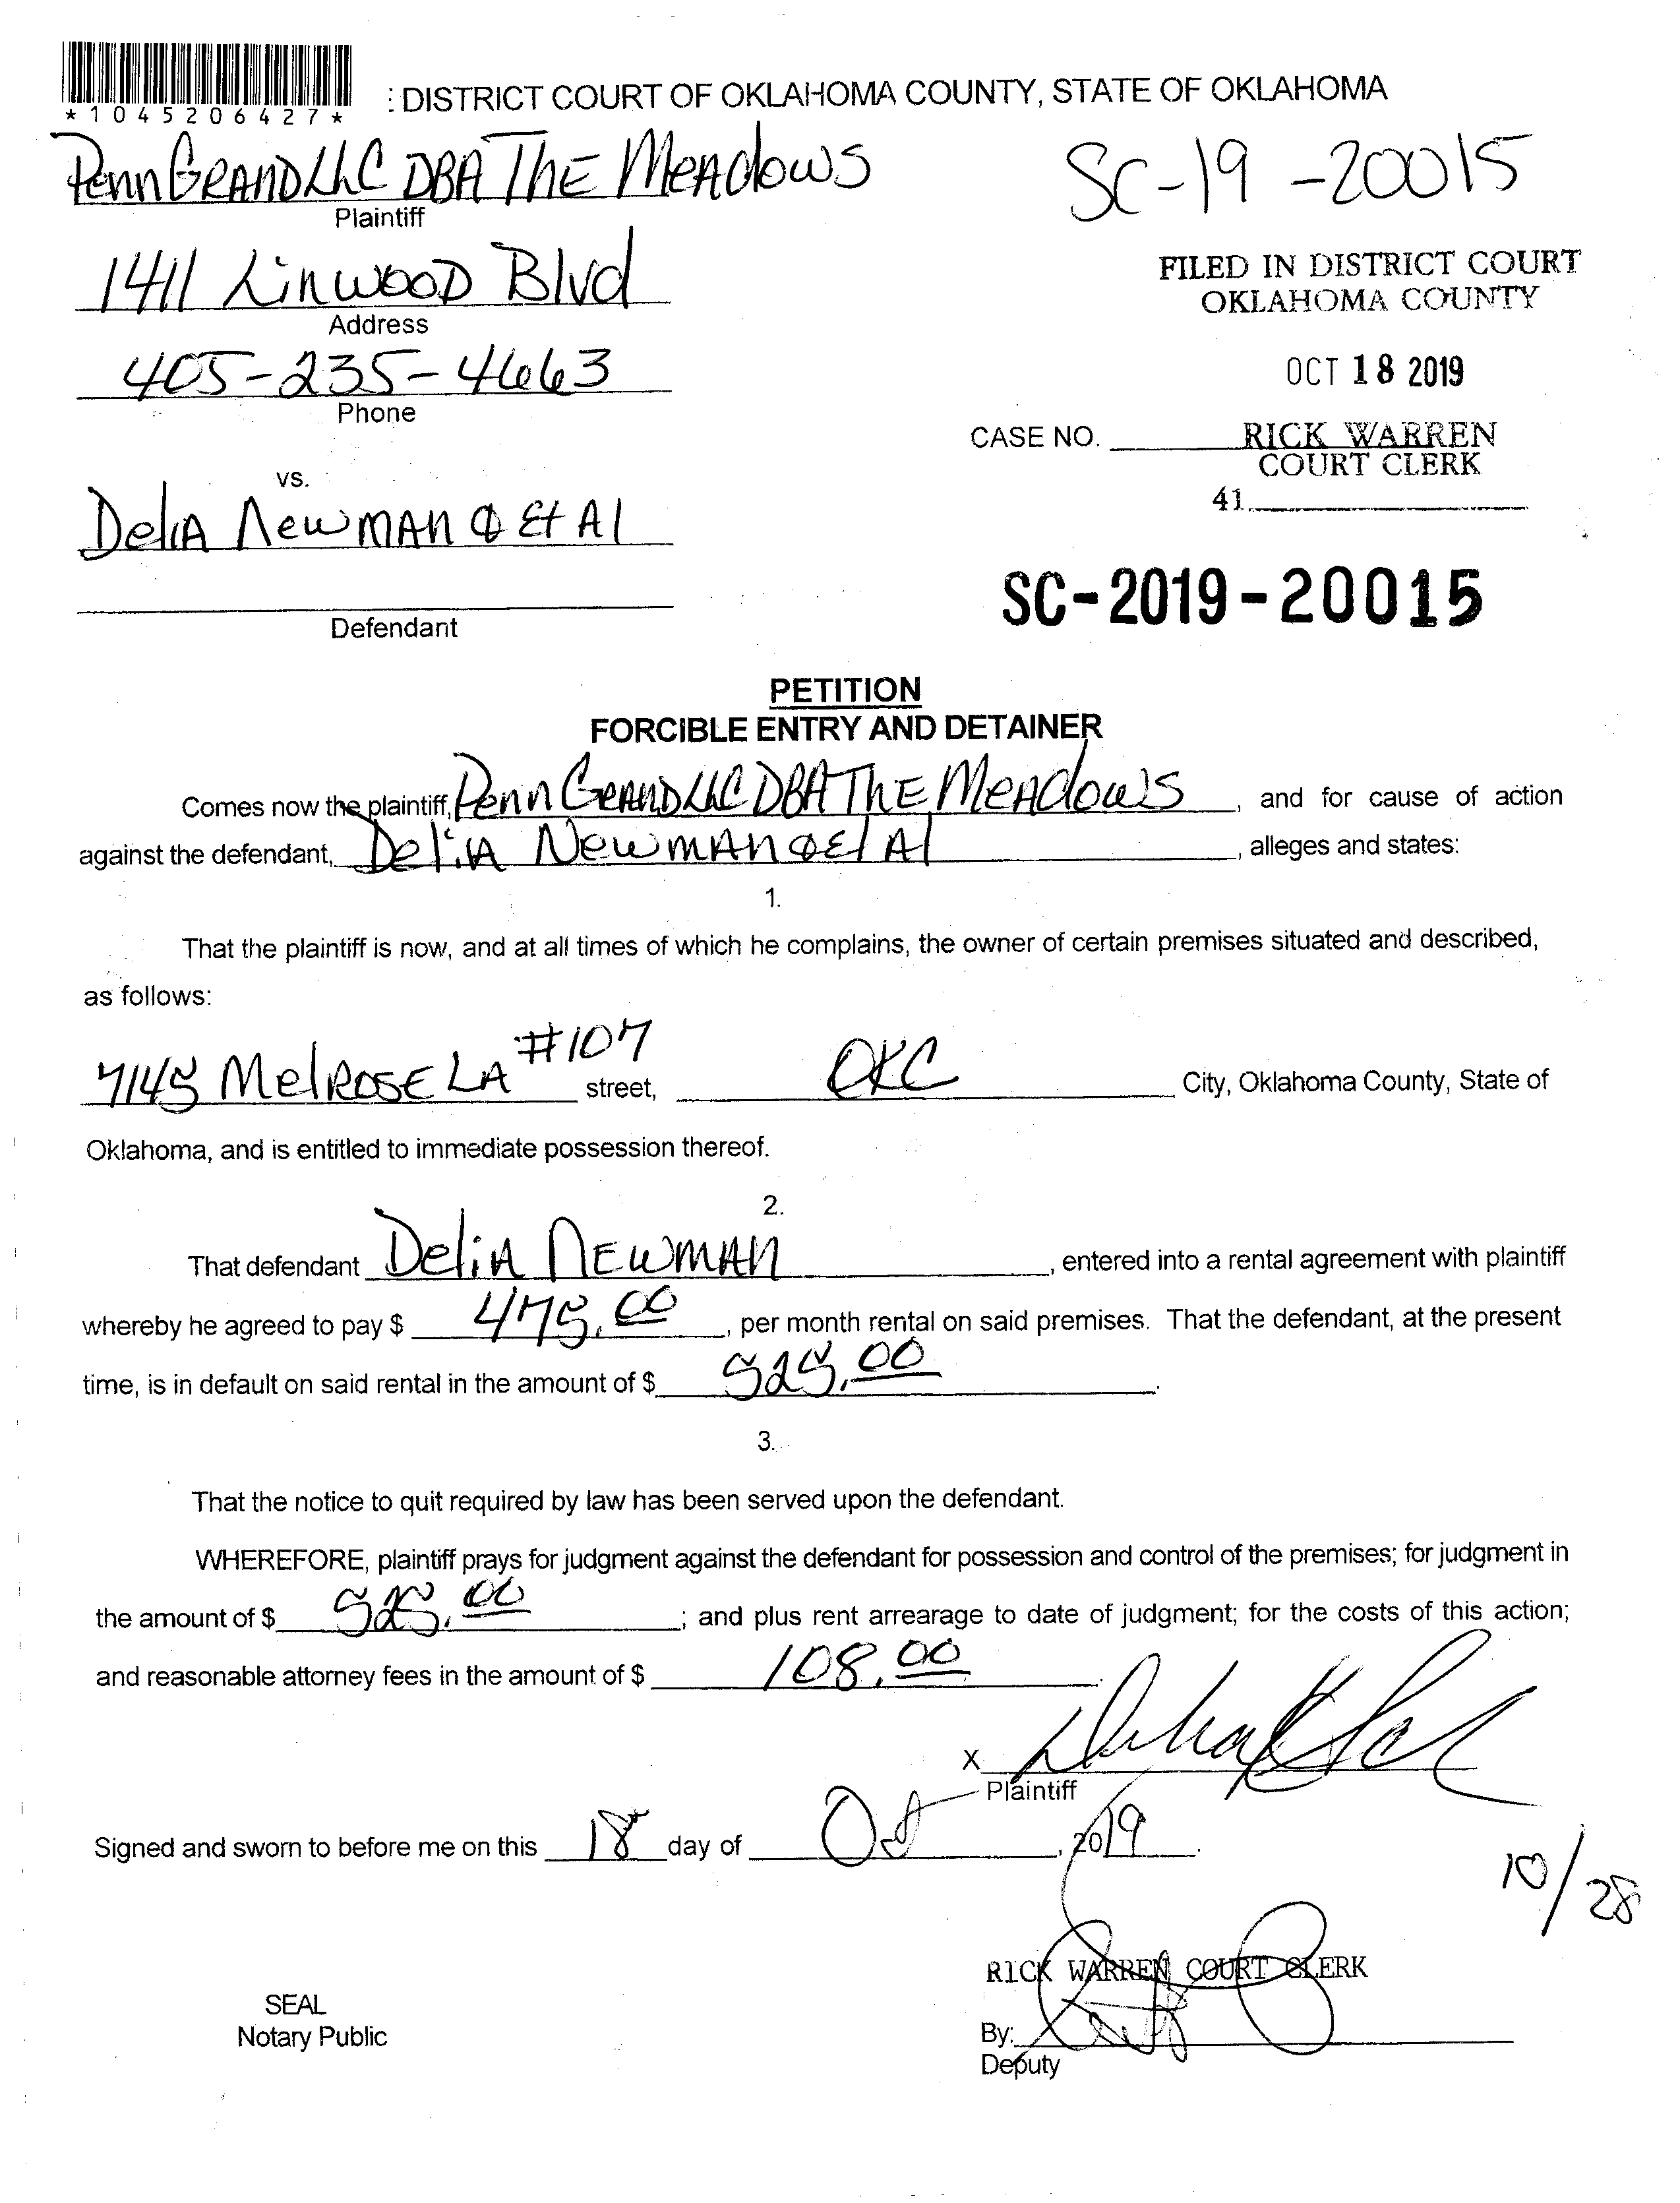 *1045206427*
: DISTRICT COURT OF OKLAHOMA COUNTY, STATE OF OKLAHOMA
Penn Grand LLC DBA The Meadows
SC-19-20015
Plaintiff
1411 Linwood Blvd
Address
FILED IN DISTRICT COURT
OKLAHOMA COUNTY
405-235-4663
Phone
OCT 18 2019
CASE NO.
RICK WARREN
COURT CLERK
41
vs.
Delia Newman & Et Al
Defendant
SC-2019-20015
PETITION
FORCIBLE ENTRY AND DETAINER
Comes now the plaintiff, Penn Grand LLC DBA The Meadows, and for cause of action
against the defendant, Delia Newman & Et Al, alleges and states:
1.
That the plaintiff is now, and at all times of which he complains, the owner of certain premises situated and described,
as follows:
7145 Melrose LA #107 street, OKC City, Oklahoma County, State of
Oklahoma, and is entitled to immediate possession thereof.
2.
That defendant Delia Newman, entered into a rental agreement with plaintiff
whereby he agreed to pay $ 475.00, per month rental on said premises. That the defendant, at the present
time, is in default on said rental in the amount of $ 525.00.
3.
That the notice to quit required by law has been served upon the defendant.
WHEREFORE, plaintiff prays for judgment against the defendant for possession and control of the premises; for judgment in
the amount of $ 525.00; and plus rent arrearage to date of judgment; for the costs of this action;
and reasonable attorney fees in the amount of $ 108.00.
X
Plaintiff
Signed and sworn to before me on this 18 day of Oct, 2019.
10/28
RICK WARREN COURT CLERK
SEAL
Notary Public
By:
Deputy